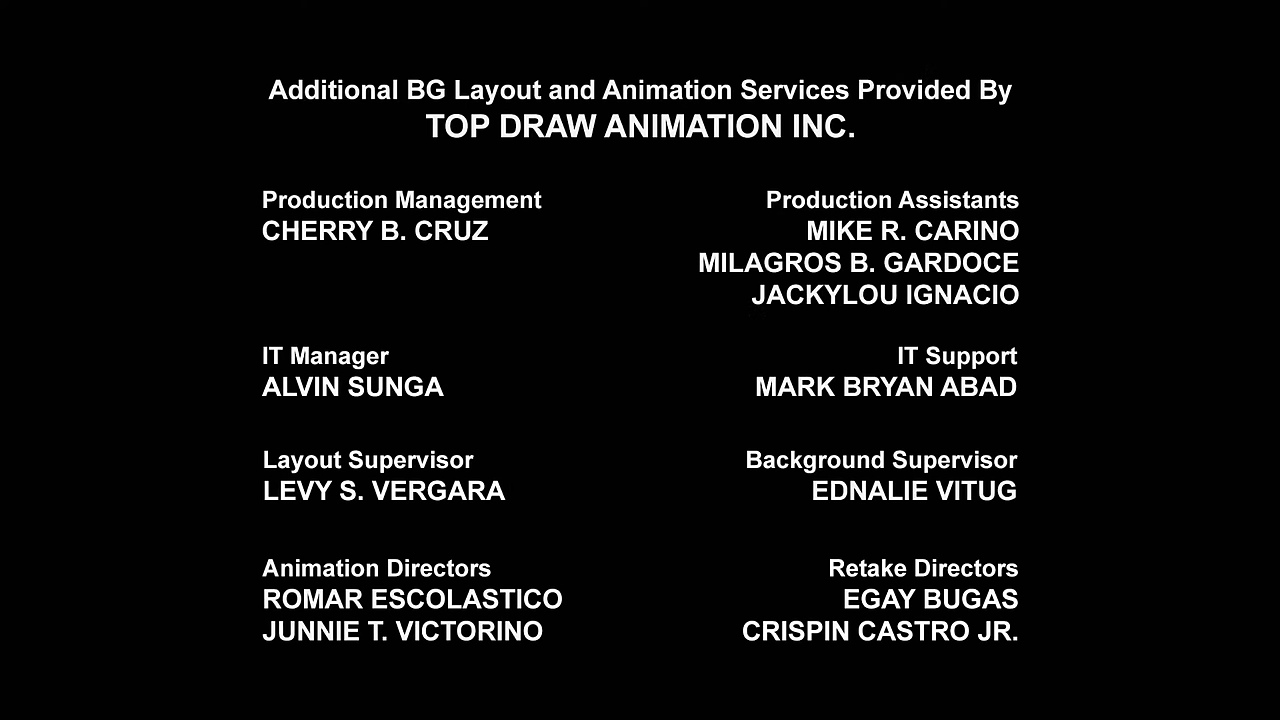 Additional BG Layout and Animation Services Provided By
TOP DRAW ANIMATION INC.
Production Management
CHERRY B. CRUZ
Production Assistants
MIKE R. CARINO
MILAGROS B. GARDOCE
JACKYLOU IGNACIO
IT Manager
ALVIN SUNGA
IT Support
MARK BRYAN ABAD
Layout Supervisor
LEVY S. VERGARA
Background Supervisor
EDNALIE VITUG
Animation Directors
ROMAR ESCOLASTICO
JUNNIE T. VICTORINO
Retake Directors
EGAY BUGAS
CRISPIN CASTRO JR.